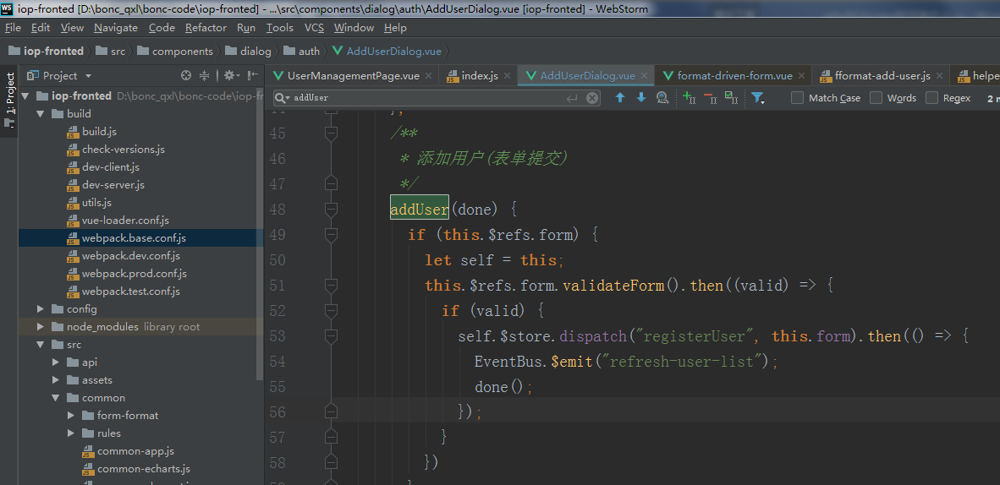 WS iop-fronted [D:\bonc_qxl\bonc-code\iop-fronted] - ...\src\components\dialog\auth\AddUserDialog.vue [iop-fronted] - WebStorm
File Edit View Navigate Code Refactor Run Tools VCS Window Help
iop-fronted src components dialog auth AddUserDialog.vue
1: Project
Project
UserManagementPage.vue index.js AddUserDialog.vue format-driven-form.vue fformat-add-user.js helpe
addUser Match Case Words Regex 2 m
iop-fronted D:\bonc_qxl\bonc-code\iop-fr
build
build.js
check-versions.js
dev-client.js
dev-server.js
utils.js
vue-loader.conf.js
webpack.base.conf.js
webpack.dev.conf.js
webpack.prod.conf.js
webpack.test.conf.js
config
node_modules library root
src
api
assets
common
form-format
rules
common-app.js
common-echarts.js
},
45 /**
46 * 添加用户(表单提交)
47 */
48 addUser(done) {
49 if (this.$refs.form) {
50 let self = this;
51 this.$refs.form.validateForm().then((valid) => {
52 if (valid) {
53 self.$store.dispatch("registerUser", this.form).then(() => {
54 EventBus.$emit("refresh-user-list");
55 done();
56 });
57 }
58 })